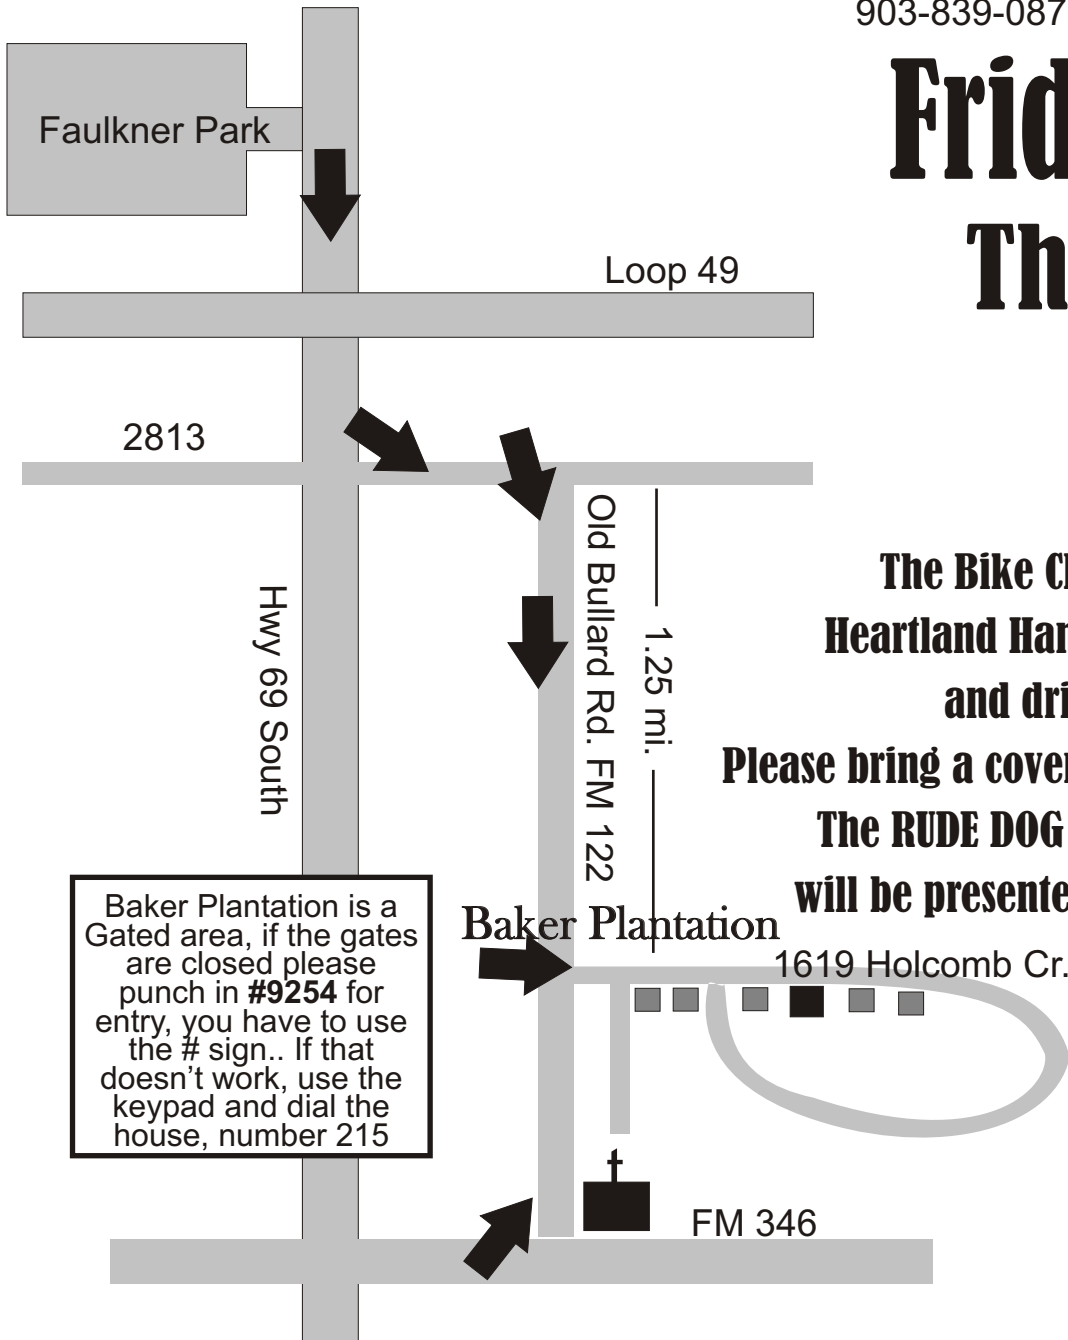 903-839-087
Frid
Th
Faulkner Park
Loop 49
2813
Hwy 69 South
Old Bullard Rd. FM 122
1.25 mi.
The Bike Cl
Heartland Han
and dri
Please bring a cover
The RUDE DOG
will be presente
Baker Plantation
1619 Holcomb Cr.
Baker Plantation is a
Gated area, if the gates
are closed please
punch in #9254 for
entry, you have to use
the # sign.. If that
doesn't work, use the
keypad and dial the
house, number 215
FM 346